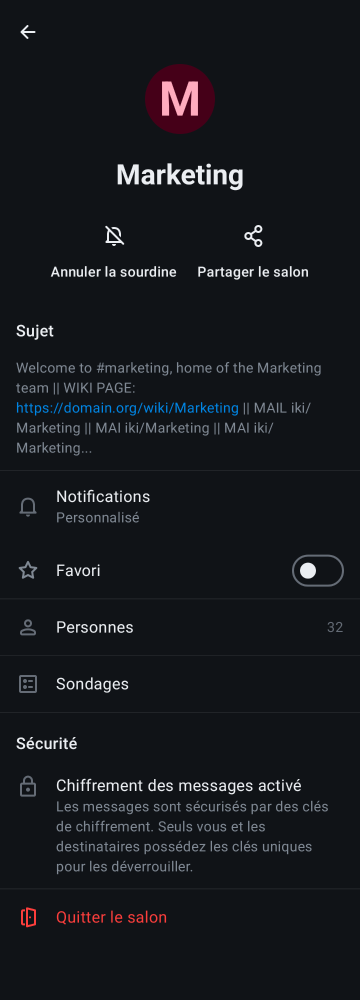 M
Marketing
Annuler la sourdine
Partager le salon
Sujet
Welcome to #marketing, home of the Marketing
team || WIKI PAGE:
https://domain.org/wiki/Marketing || MAIL iki/
Marketing || MAI iki/Marketing || MAI iki/
Marketing...
Notifications
Personnalisé
Favori
Personnes 32
Sondages
Sécurité
Chiffrement des messages activé
Les messages sont sécurisés par des clés
de chiffrement. Seuls vous et les
destinataires possédez les clés uniques
pour les déverrouiller.
Quitter le salon